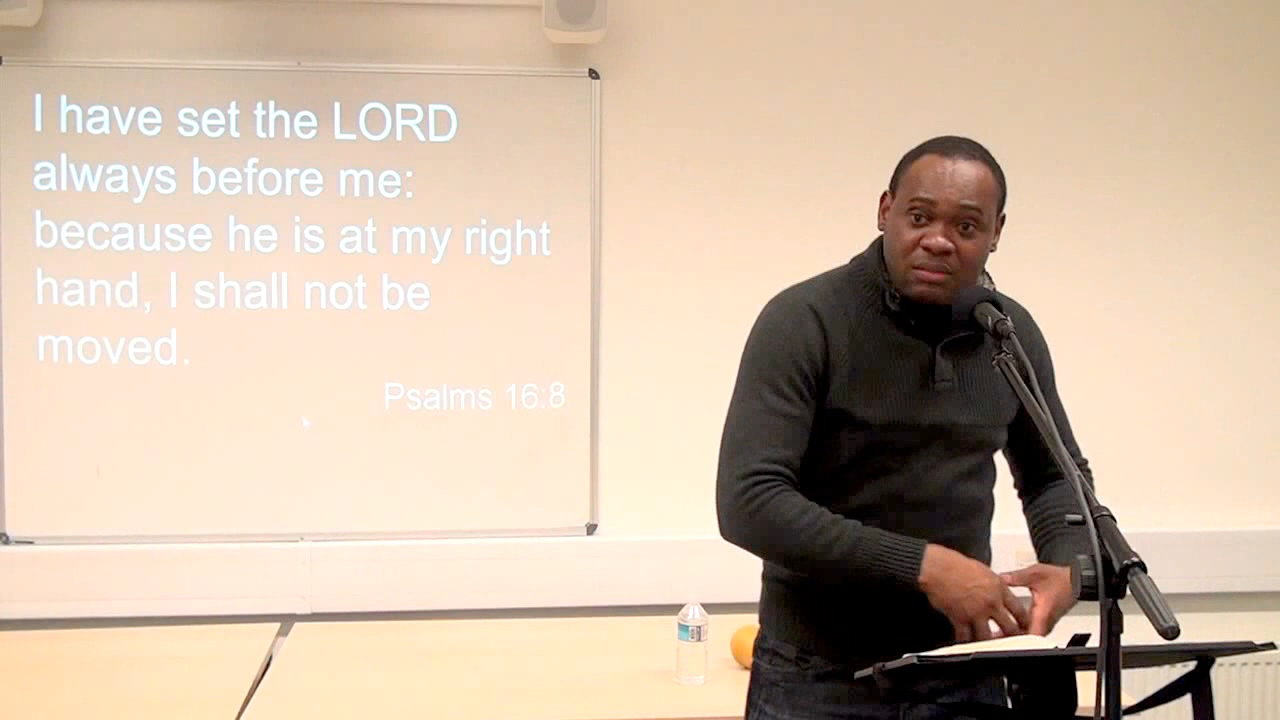 I have set the LORD
always before me:
because he is at my right
hand, I shall not be
moved.
Psalms 16:8